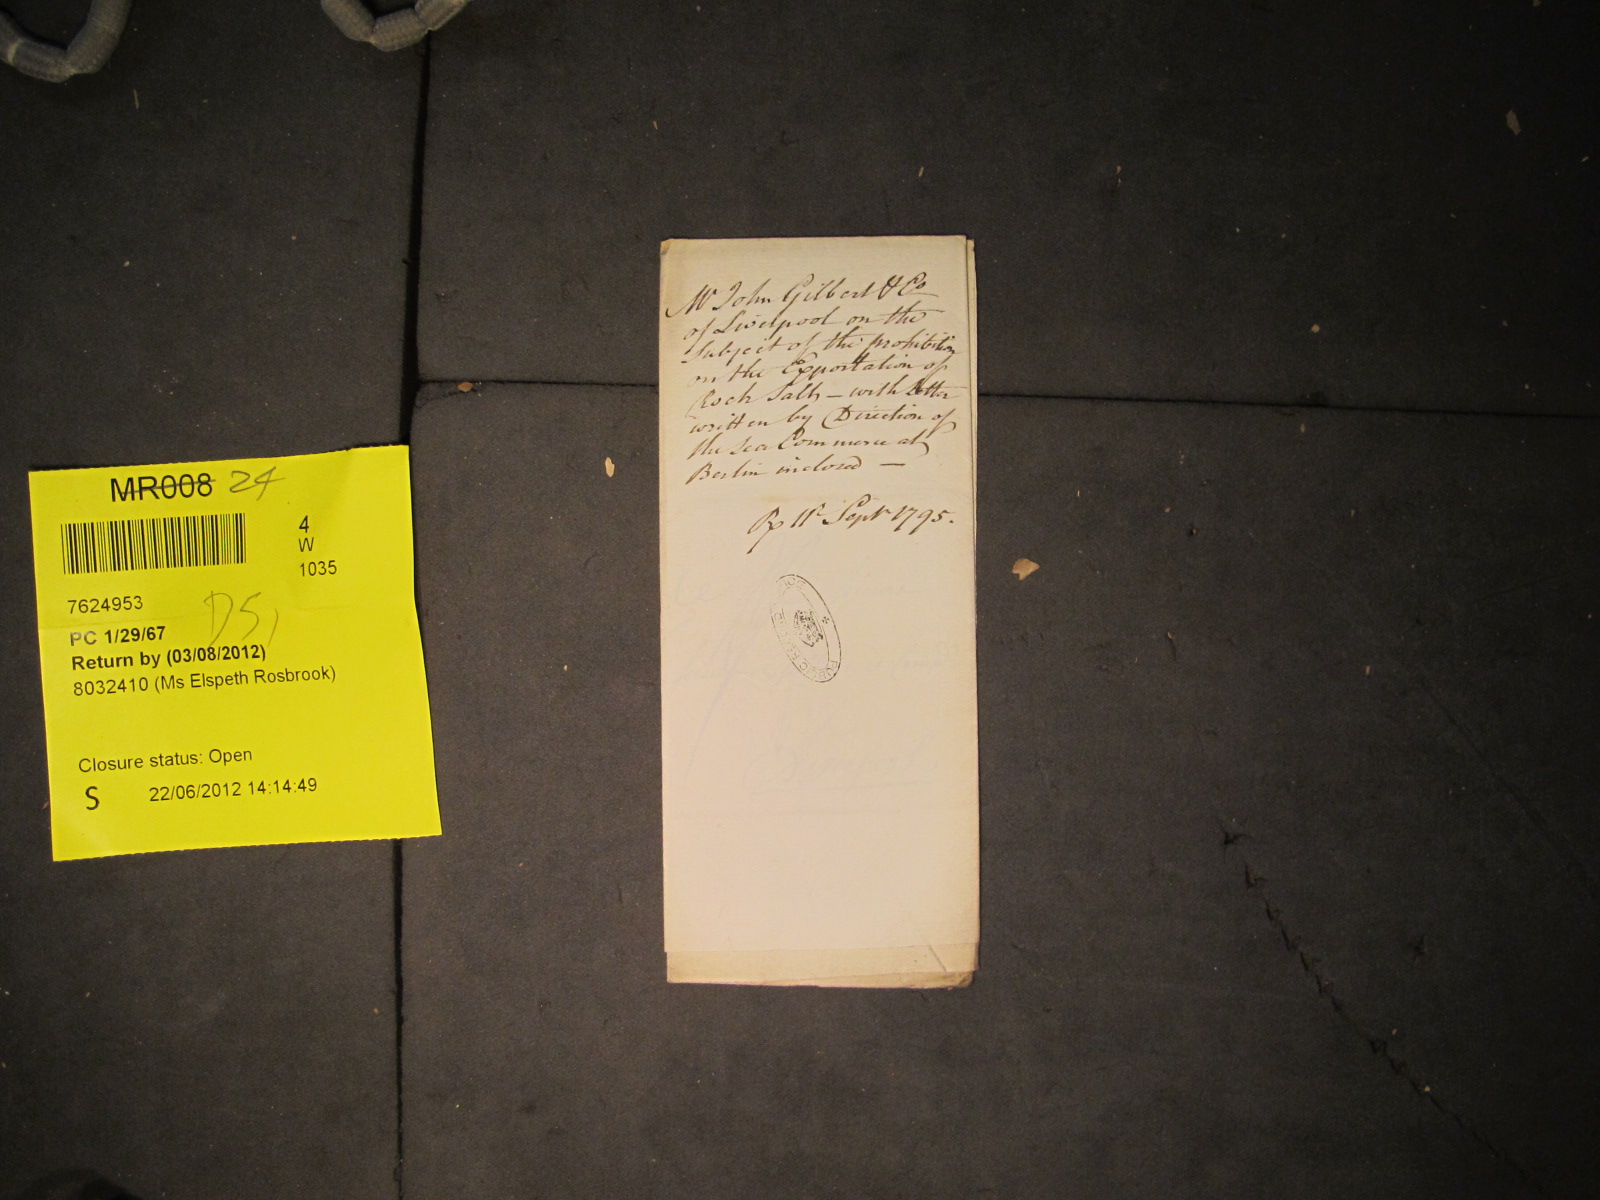 Mr John Gilbert & Co
of Liverpool on the
Subject of the prohibition
on the Exportation of
Rock Salt – with Letter
written by Direction of
the Sea Commerce at
Berlin inclosed –
Rx 11th Septr 1795.
MR008 24
4
W
1035
7624953
PC 1/29/67
Return by (03/08/2012)
8032410 (Ms Elspeth Rosbrook)
Closure status: Open
S 22/06/2012 14:14:49